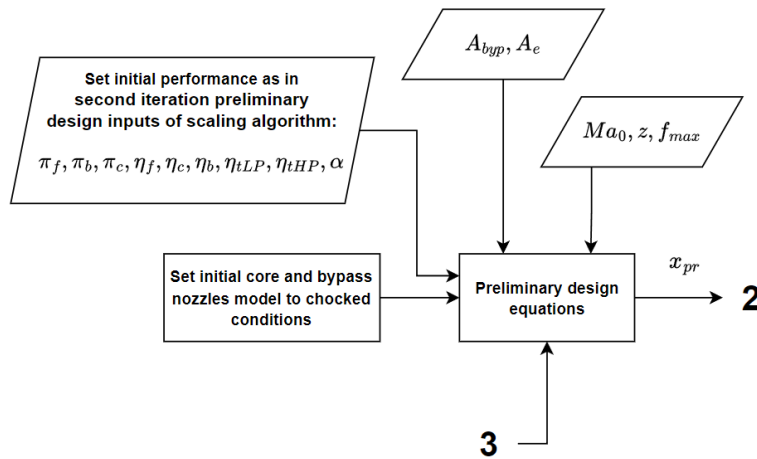 Set initial performance as in
second iteration preliminary
design inputs of scaling algorithm:
π_f, π_b, π_c, η_f, η_c, η_b, η_{tLP}, η_{tHP}, α
A_{byp}, A_e
Ma_0, z, f_{max}
Set initial core and bypass
nozzles model to chocked
conditions
Preliminary design
equations
x_{pr}
2
3